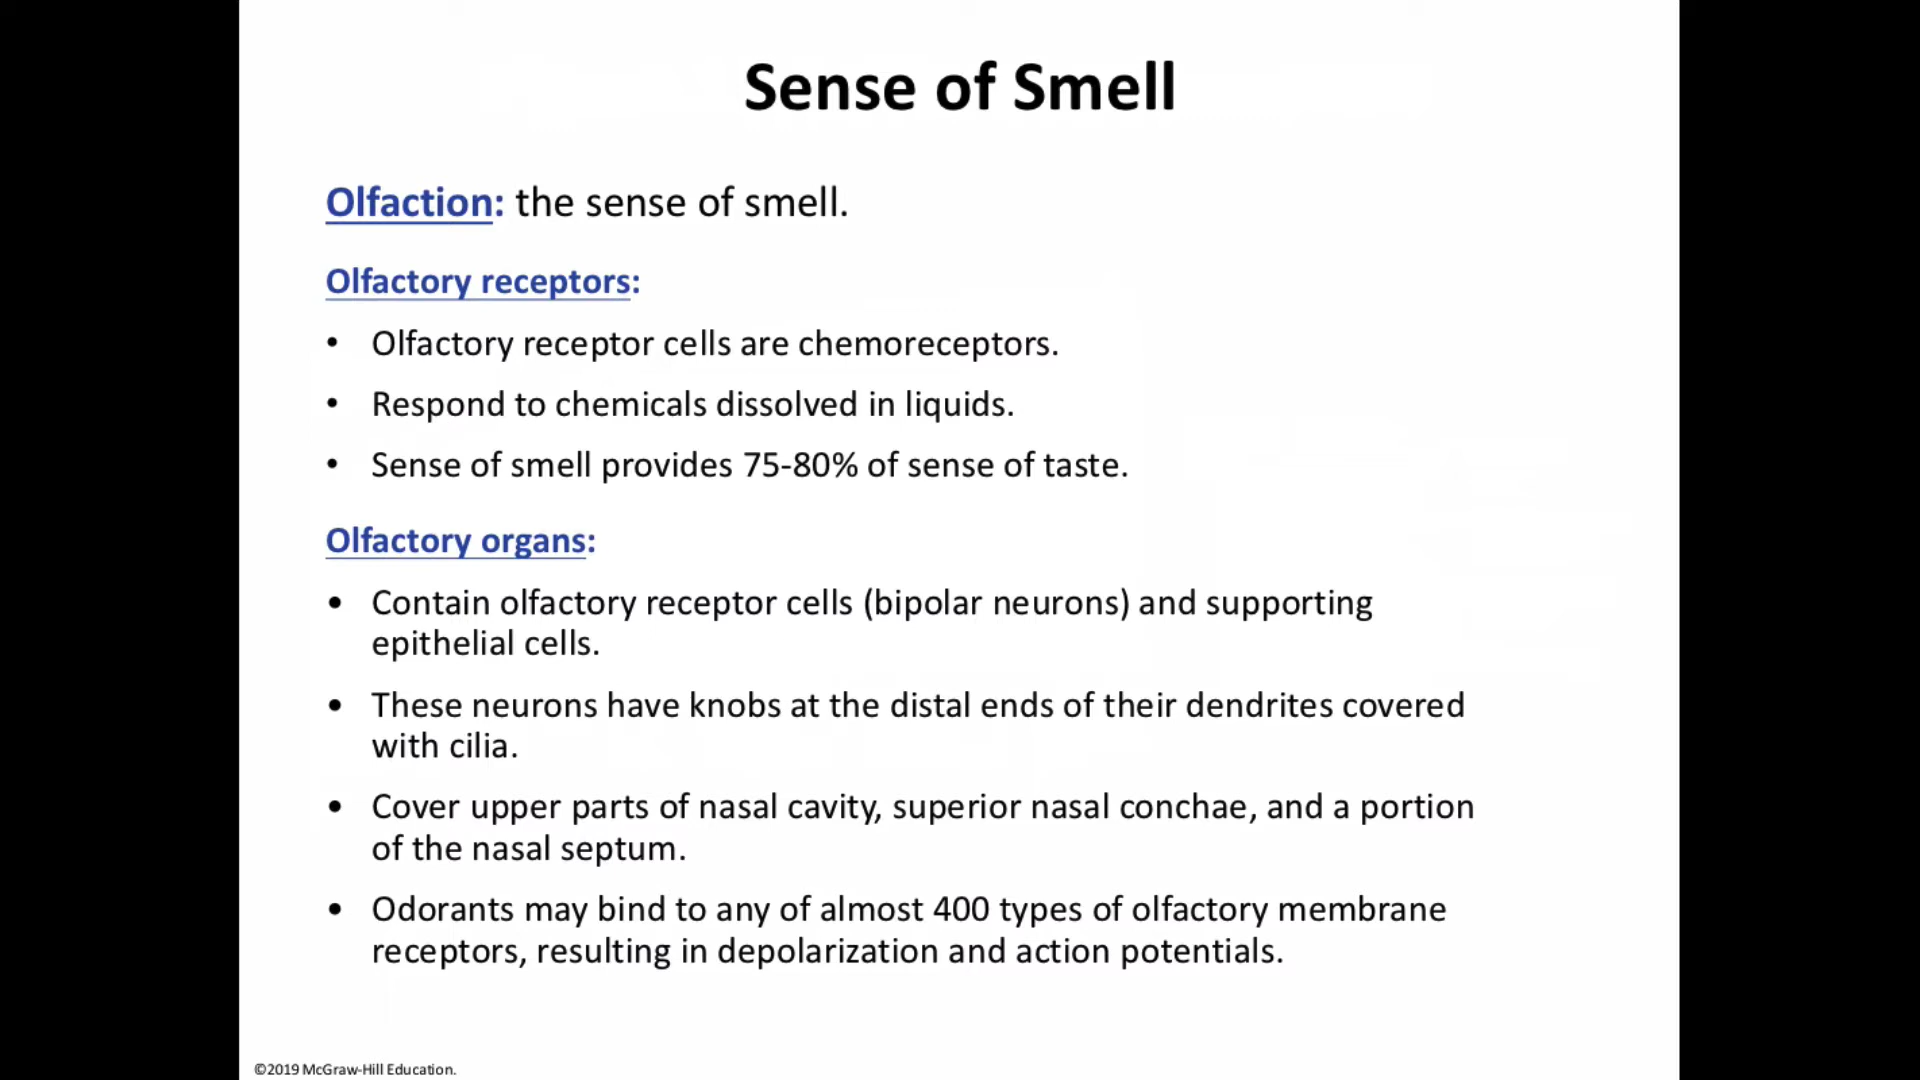 Sense of Smell
Olfaction: the sense of smell.
Olfactory receptors:
• Olfactory receptor cells are chemoreceptors.
• Respond to chemicals dissolved in liquids.
• Sense of smell provides 75-80% of sense of taste.
Olfactory organs:
• Contain olfactory receptor cells (bipolar neurons) and supporting
epithelial cells.
• These neurons have knobs at the distal ends of their dendrites covered
with cilia.
• Cover upper parts of nasal cavity, superior nasal conchae, and a portion
of the nasal septum.
• Odorants may bind to any of almost 400 types of olfactory membrane
receptors, resulting in depolarization and action potentials.
©2019 McGraw-Hill Education.